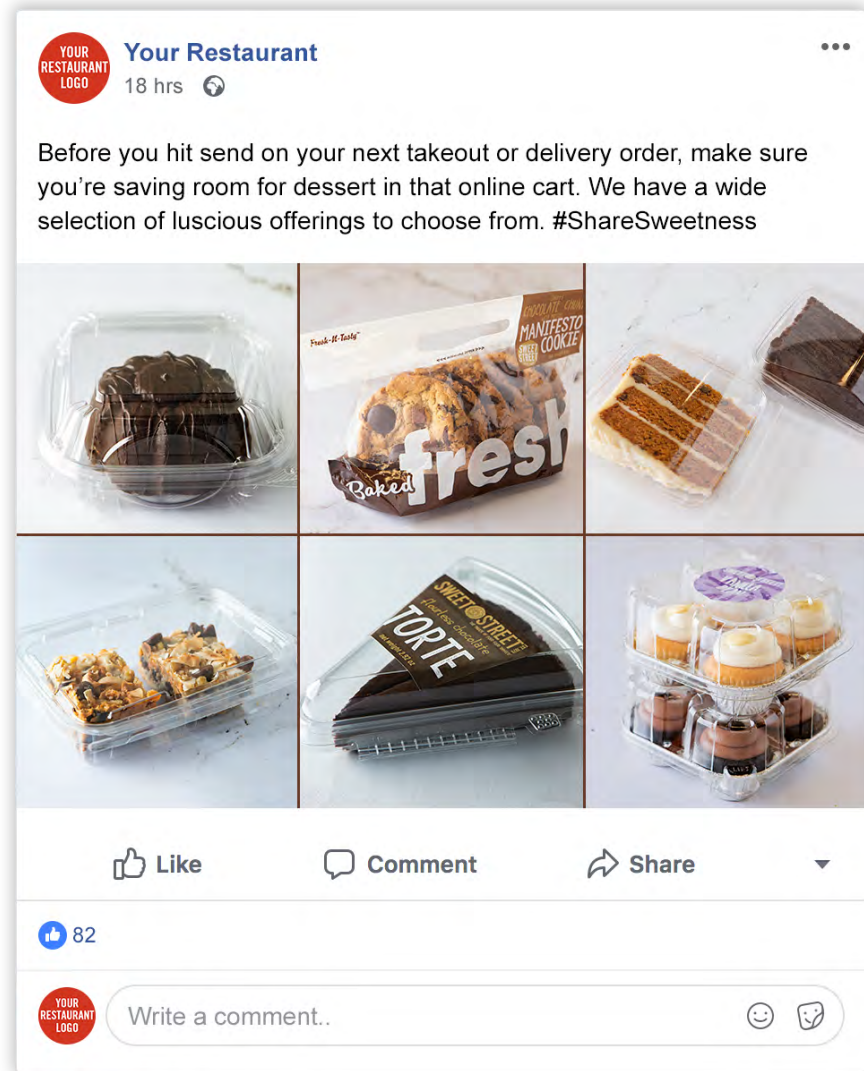 YOUR
RESTAURANT
LOGO
Your Restaurant
18 hrs
Before you hit send on your next takeout or delivery order, make sure
you’re saving room for dessert in that online cart. We have a wide
selection of luscious offerings to choose from. #ShareSweetness
Fresh-N-Tasty
CHOCOLATE CHUNK
MANIFESTO
COOKIE
SWEET
STREET
Baked fresh
SWEET STREET
flourless chocolate
TORTE
Like
Comment
Share
82
YOUR
RESTAURANT
LOGO
Write a comment..